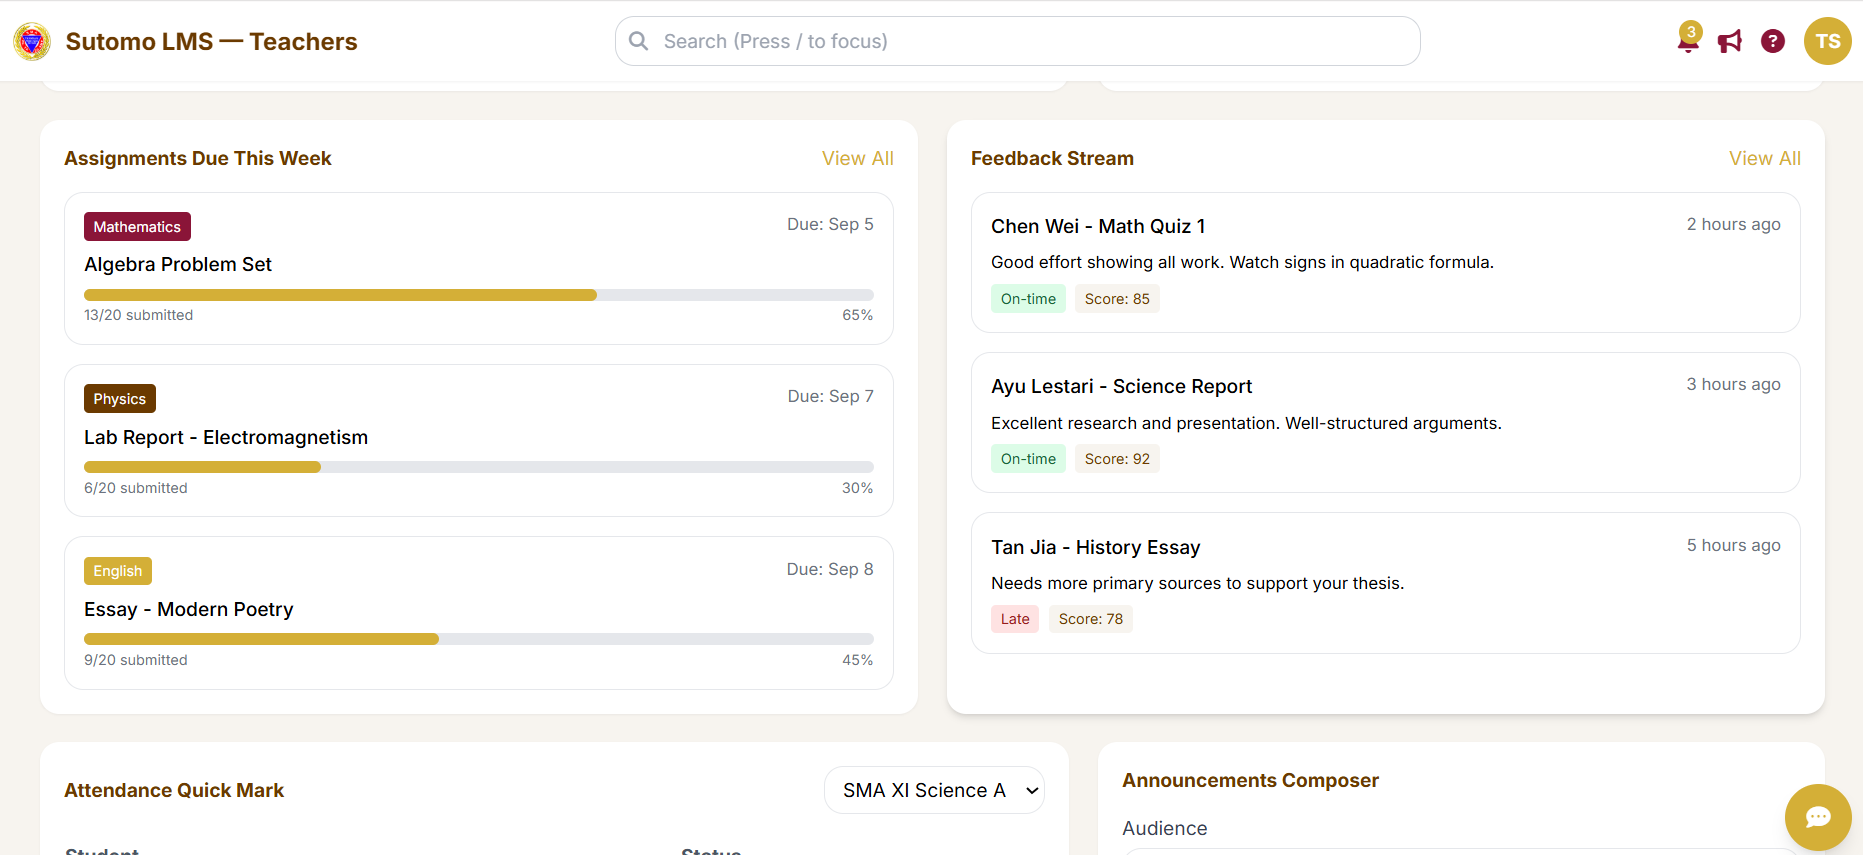 Sutomo LMS — Teachers
Search (Press / to focus)
3
?
TS
Assignments Due This Week
View All
Mathematics
Due: Sep 5
Algebra Problem Set
13/20 submitted
65%
Physics
Due: Sep 7
Lab Report - Electromagnetism
6/20 submitted
30%
English
Due: Sep 8
Essay - Modern Poetry
9/20 submitted
45%
Feedback Stream
View All
Chen Wei - Math Quiz 1
2 hours ago
Good effort showing all work. Watch signs in quadratic formula.
On-time
Score: 85
Ayu Lestari - Science Report
3 hours ago
Excellent research and presentation. Well-structured arguments.
On-time
Score: 92
Tan Jia - History Essay
5 hours ago
Needs more primary sources to support your thesis.
Late
Score: 78
Attendance Quick Mark
SMA XI Science A
Student
Status
Announcements Composer
Audience